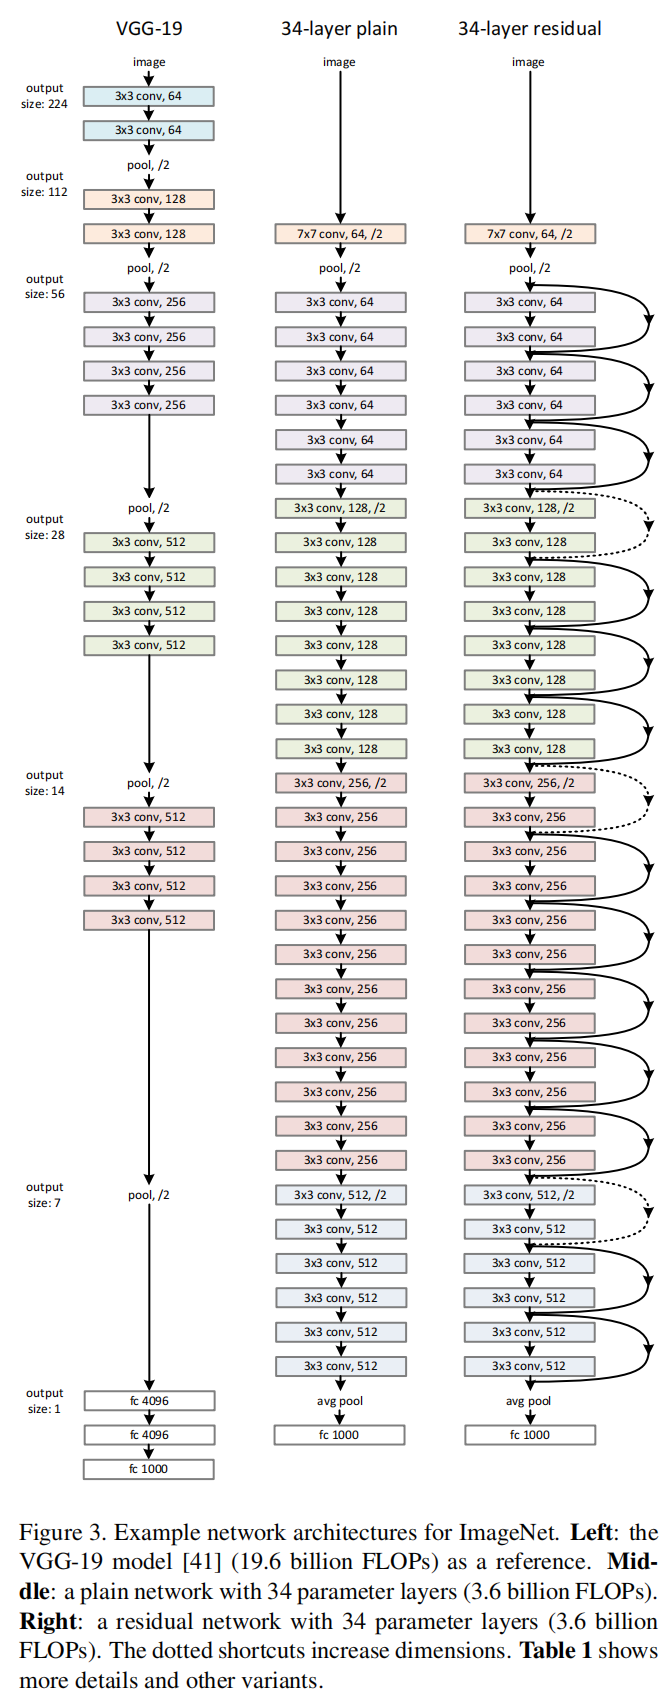 VGG-19
image
output
size: 224
3x3 conv, 64
3x3 conv, 64
pool, /2
output
size: 112
3x3 conv, 128
3x3 conv, 128
pool, /2
output
size: 56
3x3 conv, 256
3x3 conv, 256
3x3 conv, 256
3x3 conv, 256
pool, /2
output
size: 28
3x3 conv, 512
3x3 conv, 512
3x3 conv, 512
3x3 conv, 512
output
size: 14
pool, /2
3x3 conv, 512
3x3 conv, 512
3x3 conv, 512
3x3 conv, 512
output
size: 7
pool, /2
output
size: 1
fc 4096
fc 4096
fc 1000
34-layer plain
image
7x7 conv, 64, /2
pool, /2
3x3 conv, 64
3x3 conv, 64
3x3 conv, 64
3x3 conv, 64
3x3 conv, 64
3x3 conv, 64
3x3 conv, 128, /2
3x3 conv, 128
3x3 conv, 128
3x3 conv, 128
3x3 conv, 128
3x3 conv, 128
3x3 conv, 128
3x3 conv, 128
3x3 conv, 256, /2
3x3 conv, 256
3x3 conv, 256
3x3 conv, 256
3x3 conv, 256
3x3 conv, 256
3x3 conv, 256
3x3 conv, 256
3x3 conv, 256
3x3 conv, 256
3x3 conv, 256
3x3 conv, 256
3x3 conv, 512, /2
3x3 conv, 512
3x3 conv, 512
3x3 conv, 512
3x3 conv, 512
3x3 conv, 512
avg pool
fc 1000
34-layer residual
image
7x7 conv, 64, /2
pool, /2
3x3 conv, 64
3x3 conv, 64
3x3 conv, 64
3x3 conv, 64
3x3 conv, 64
3x3 conv, 64
3x3 conv, 128, /2
3x3 conv, 128
3x3 conv, 128
3x3 conv, 128
3x3 conv, 128
3x3 conv, 128
3x3 conv, 128
3x3 conv, 128
3x3 conv, 256, /2
3x3 conv, 256
3x3 conv, 256
3x3 conv, 256
3x3 conv, 256
3x3 conv, 256
3x3 conv, 256
3x3 conv, 256
3x3 conv, 256
3x3 conv, 256
3x3 conv, 256
3x3 conv, 256
3x3 conv, 512, /2
3x3 conv, 512
3x3 conv, 512
3x3 conv, 512
3x3 conv, 512
3x3 conv, 512
avg pool
fc 1000
Figure 3. Example network architectures for ImageNet. Left: the
VGG-19 model [41] (19.6 billion FLOPs) as a reference. Mid-
dle: a plain network with 34 parameter layers (3.6 billion FLOPs).
Right: a residual network with 34 parameter layers (3.6 billion
FLOPs). The dotted shortcuts increase dimensions. Table 1 shows
more details and other variants.